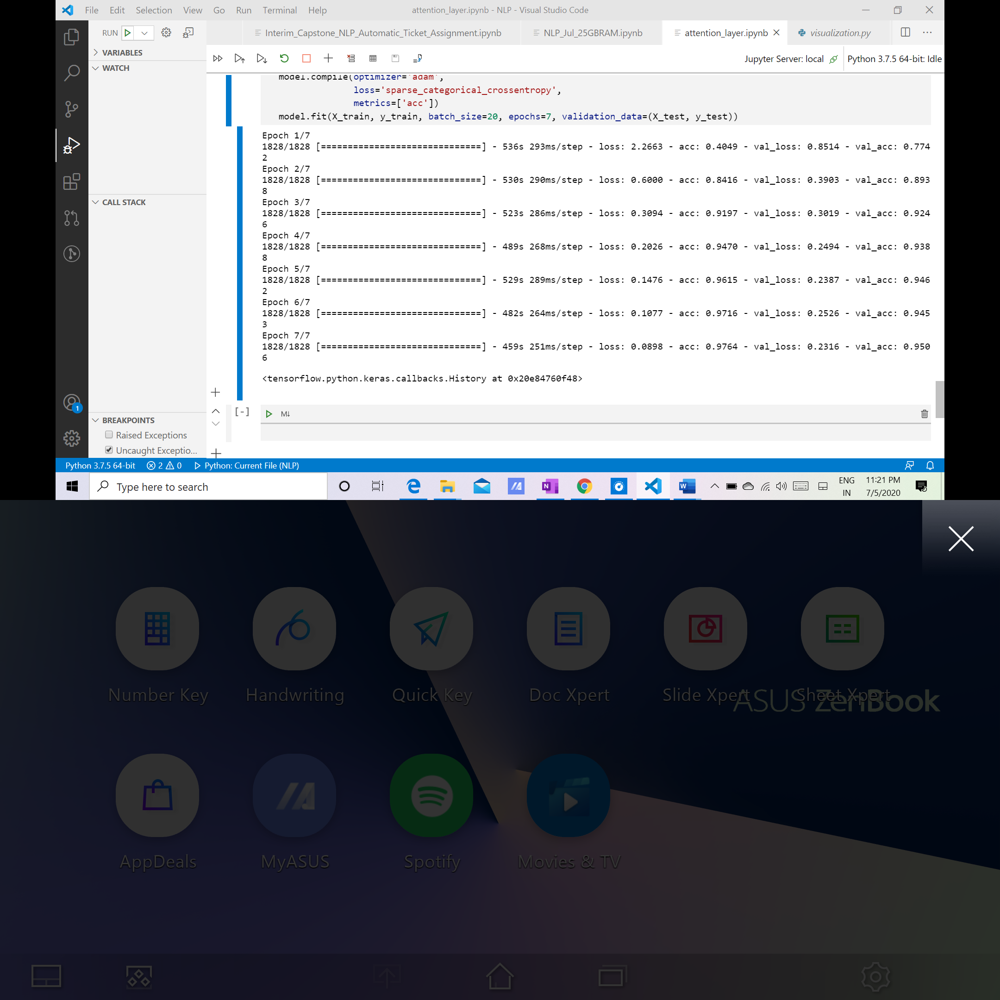 File Edit Selection View Go Run Terminal Help attention_layer.ipynb - NLP - Visual Studio Code
RUN
Interim_Capstone_NLP_Automatic_Ticket_Assignment.ipynb NLP_Jul_25GBRAM.ipynb attention_layer.ipynb visualization.py
VARIABLES
WATCH
CALL STACK
BREAKPOINTS
Raised Exceptions
Uncaught Exceptio...
Jupyter Server: local Python 3.7.5 64-bit: Idle
model.compile(optimizer='adam',
loss='sparse_categorical_crossentropy',
metrics=['acc'])
model.fit(X_train, y_train, batch_size=20, epochs=7, validation_data=(X_test, y_test))
Epoch 1/7
1828/1828 [==============================] - 536s 293ms/step - loss: 2.2663 - acc: 0.4049 - val_loss: 0.8514 - val_acc: 0.774
2
Epoch 2/7
1828/1828 [==============================] - 530s 290ms/step - loss: 0.6000 - acc: 0.8416 - val_loss: 0.3903 - val_acc: 0.893
8
Epoch 3/7
1828/1828 [==============================] - 523s 286ms/step - loss: 0.3094 - acc: 0.9197 - val_loss: 0.3019 - val_acc: 0.924
6
Epoch 4/7
1828/1828 [==============================] - 489s 268ms/step - loss: 0.2026 - acc: 0.9470 - val_loss: 0.2494 - val_acc: 0.938
8
Epoch 5/7
1828/1828 [==============================] - 529s 289ms/step - loss: 0.1476 - acc: 0.9615 - val_loss: 0.2387 - val_acc: 0.946
2
Epoch 6/7
1828/1828 [==============================] - 482s 264ms/step - loss: 0.1077 - acc: 0.9716 - val_loss: 0.2526 - val_acc: 0.945
3
Epoch 7/7
1828/1828 [==============================] - 459s 251ms/step - loss: 0.0898 - acc: 0.9764 - val_loss: 0.2316 - val_acc: 0.950
6
<tensorflow.python.keras.callbacks.History at 0x20e84760f48>
[-] M↓
1
Python 3.7.5 64-bit 2 0 Python: Current File (NLP)
Type here to search
ENG 11:21 PM
IN 7/5/2020
Number Key Handwriting Quick Key Doc Xpert Slide Xpert Sheet Xpert
ASUS ZenBook
AppDeals MyASUS Spotify Movies & TV